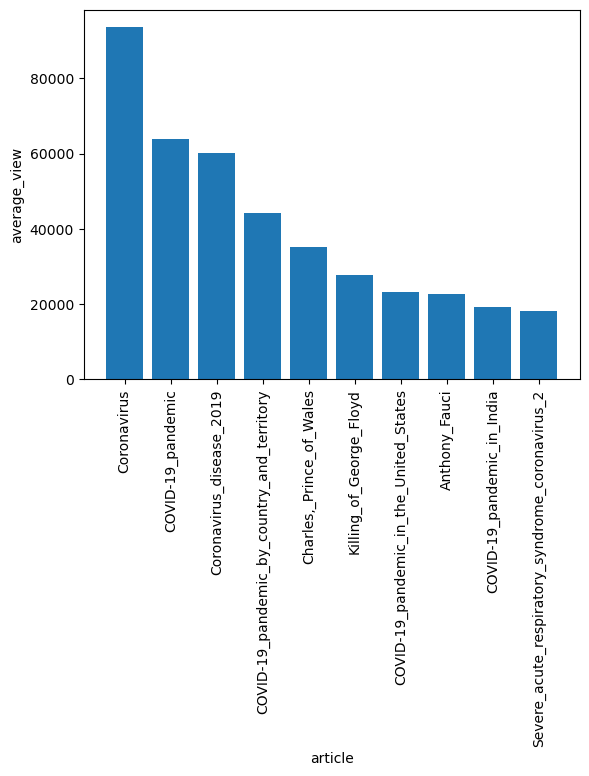 average_view
80000
60000
40000
20000
0
Coronavirus
COVID-19_pandemic
Coronavirus_disease_2019
COVID-19_pandemic_by_country_and_territory
Charles,_Prince_of_Wales
Killing_of_George_Floyd
COVID-19_pandemic_in_the_United_States
Anthony_Fauci
COVID-19_pandemic_in_India
Severe_acute_respiratory_syndrome_coronavirus_2
article